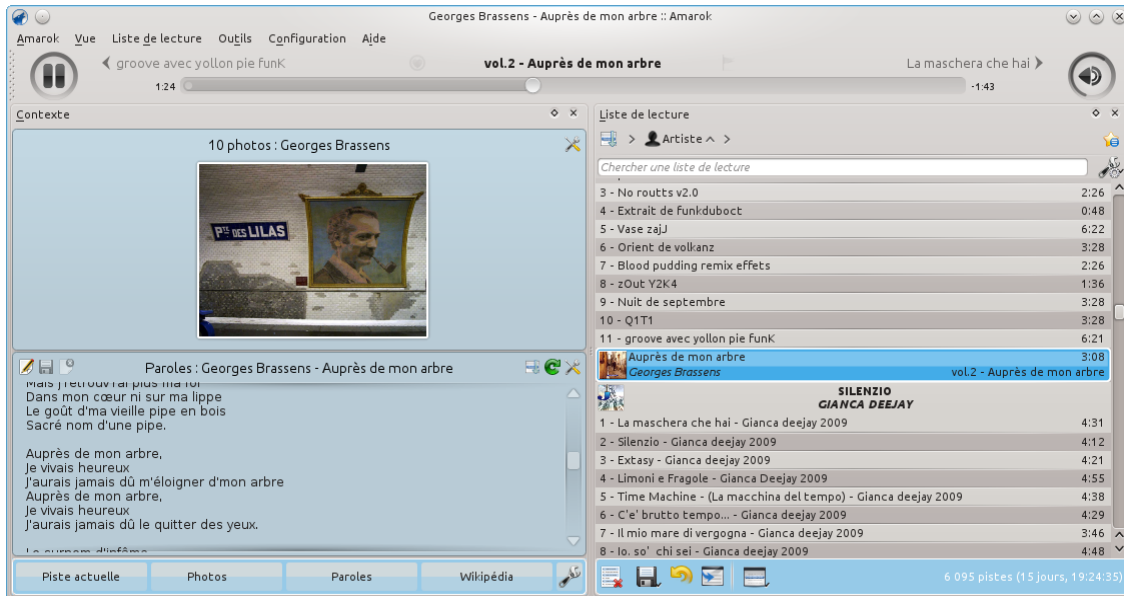 Georges Brassens - Auprès de mon arbre :: Amarok
Amarok Vue Liste de lecture Outils Configuration Aide
groove avec yollon pie funK
vol.2 - Auprès de mon arbre
La maschera che hai
1:24
-1:43
Contexte
10 photos : Georges Brassens
PTE DES LILAS
Paroles : Georges Brassens - Auprès de mon arbre
Mais j'retrouv'rai plus ma foi
Dans mon cœur ni sur ma lippe
Le goût d'ma vieille pipe en bois
Sacré nom d'une pipe.
Auprès de mon arbre,
Je vivais heureux
J'aurais jamais dû m'éloigner d'mon arbre
Auprès de mon arbre,
Je vivais heureux
J'aurais jamais dû le quitter des yeux.
Le surnom d'infâme
Piste actuelle
Photos
Paroles
Wikipédia
Liste de lecture
> Artiste >
Chercher une liste de lecture
3 - No routts v2.0 2:26
4 - Extrait de funkduboct 0:48
5 - Vase zajJ 6:22
6 - Orient de volkanz 3:28
7 - Blood pudding remix effets 2:26
8 - zOut Y2K4 1:36
9 - Nuit de septembre 3:28
10 - Q1T1 3:28
11 - groove avec yollon pie funK 6:21
Auprès de mon arbre 3:08
Georges Brassens vol.2 - Auprès de mon arbre
SILENZIO
GIANCA DEEJAY
1 - La maschera che hai - Gianca deejay 2009 4:31
2 - Silenzio - Gianca deejay 2009 4:12
3 - Extasy - Gianca deejay 2009 4:21
4 - Limoni e Fragole - Gianca Deejay 2009 4:55
5 - Time Machine - (La macchina del tempo) - Gianca deejay 2009 4:38
6 - C'e' brutto tempo... - Gianca deejay 2009 4:29
7 - Il mio mare di vergogna - Gianca deejay 2009 3:46
8 - Io. so' chi sei - Gianca deejay 2009 4:48
6 095 pistes (15 jours, 19:24:35)